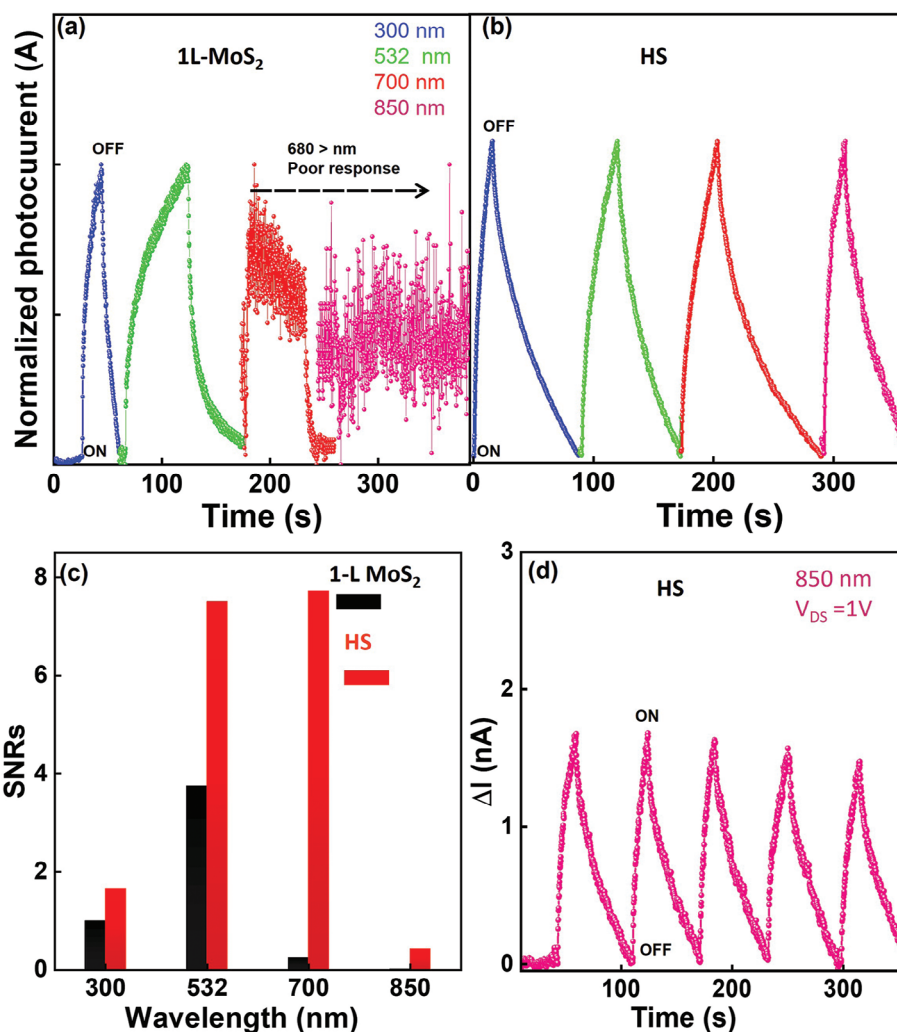 (a)
1L-MoS2
300 nm
532 nm
700 nm
850 nm
OFF
680 > nm
Poor response
ON
Normalized photocuurent (A)
0 100 200 300
Time (s)
(b)
HS
OFF
ON
0 100 200 300
Time (s)
(c)
1-L MoS2
HS
SNRs
8
6
4
2
0
300 532 700 850
Wavelength (nm)
(d)
HS
850 nm
VDS =1V
ON
OFF
ΔI (nA)
3
2
1
0
100 200 300
Time (s)